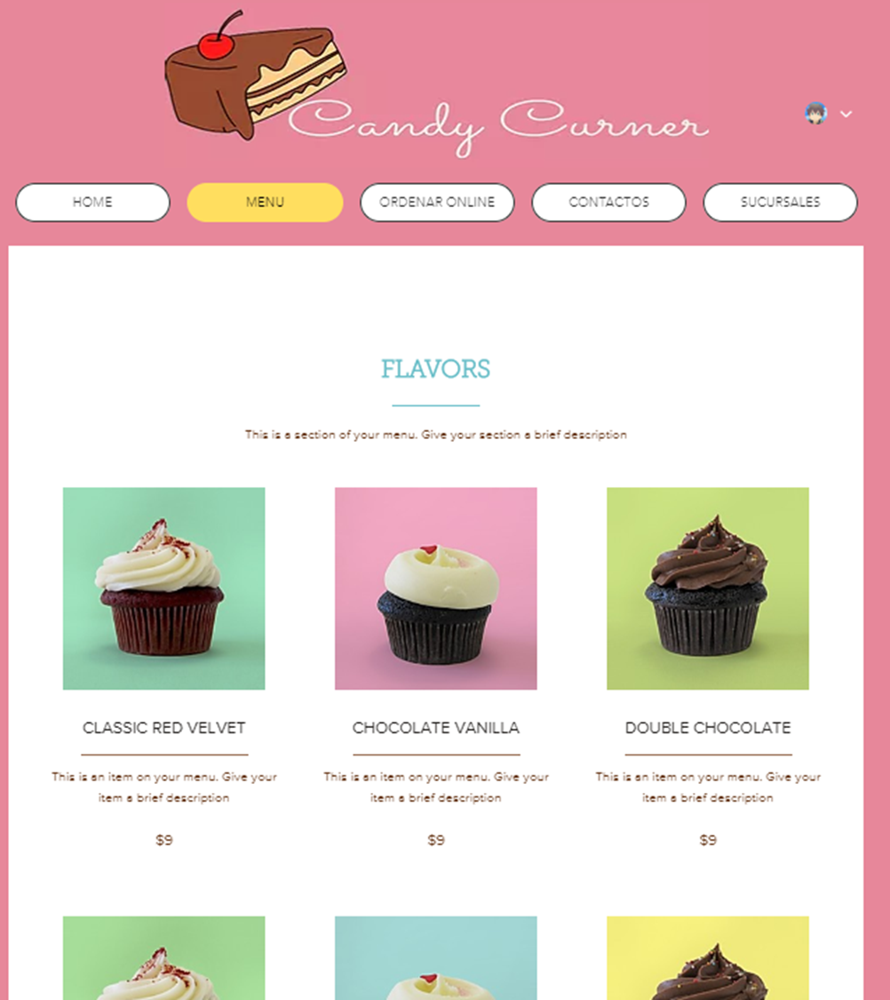 Candy Curner
HOME
MENU
ORDENAR ONLINE
CONTACTOS
SUCURSALES
FLAVORS
This is a section of your menu. Give your section a brief description
CLASSIC RED VELVET
This is an item on your menu. Give your
item a brief description
$9
CHOCOLATE VANILLA
This is an item on your menu. Give your
item a brief description
$9
DOUBLE CHOCOLATE
This is an item on your menu. Give your
item a brief description
$9